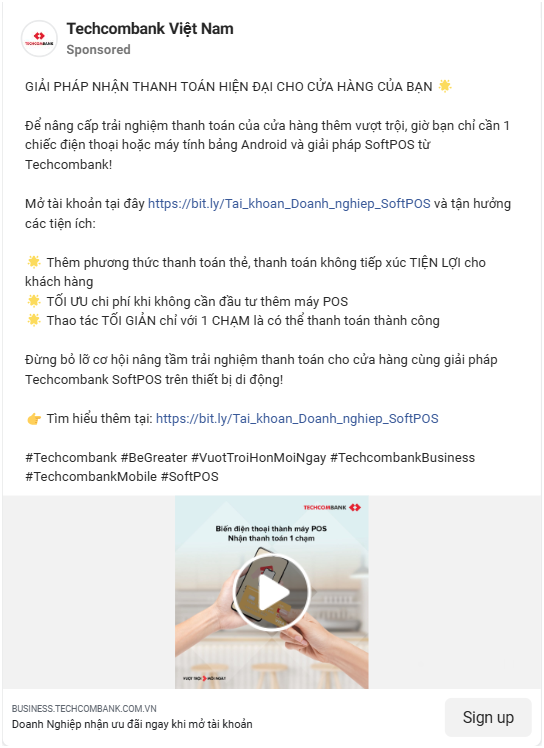 Techcombank Việt Nam
Sponsored
TECHCOMBANK
GIẢI PHÁP NHẬN THANH TOÁN HIỆN ĐẠI CHO CỬA HÀNG CỦA BẠN 🌟
Để nâng cấp trải nghiệm thanh toán của cửa hàng thêm vượt trội, giờ bạn chỉ cần 1
chiếc điện thoại hoặc máy tính bảng Android và giải pháp SoftPOS từ
Techcombank!
Mở tài khoản tại đây https://bit.ly/Tai_khoan_Doanh_nghiep_SoftPOS và tận hưởng
các tiện ích:
🌟 Thêm phương thức thanh toán thẻ, thanh toán không tiếp xúc TIỆN LỢI cho
khách hàng
🌟 TỐI ƯU chi phí khi không cần đầu tư thêm máy POS
🌟 Thao tác TỐI GIẢN chỉ với 1 CHẠM là có thể thanh toán thành công
Đừng bỏ lỡ cơ hội nâng tầm trải nghiệm thanh toán cho cửa hàng cùng giải pháp
Techcombank SoftPOS trên thiết bị di động!
👉 Tìm hiểu thêm tại: https://bit.ly/Tai_khoan_Doanh_nghiep_SoftPOS
#Techcombank #BeGreater #VuotTroiHonMoiNgay #TechcombankBusiness
#TechcombankMobile #SoftPOS
TECHCOMBANK
Biến điện thoại thành máy POS
Nhận thanh toán 1 chạm
VƯỢT TRỘI MỖI NGÀY
BUSINESS.TECHCOMBANK.COM.VN
Doanh Nghiệp nhận ưu đãi ngay khi mở tài khoản
Sign up